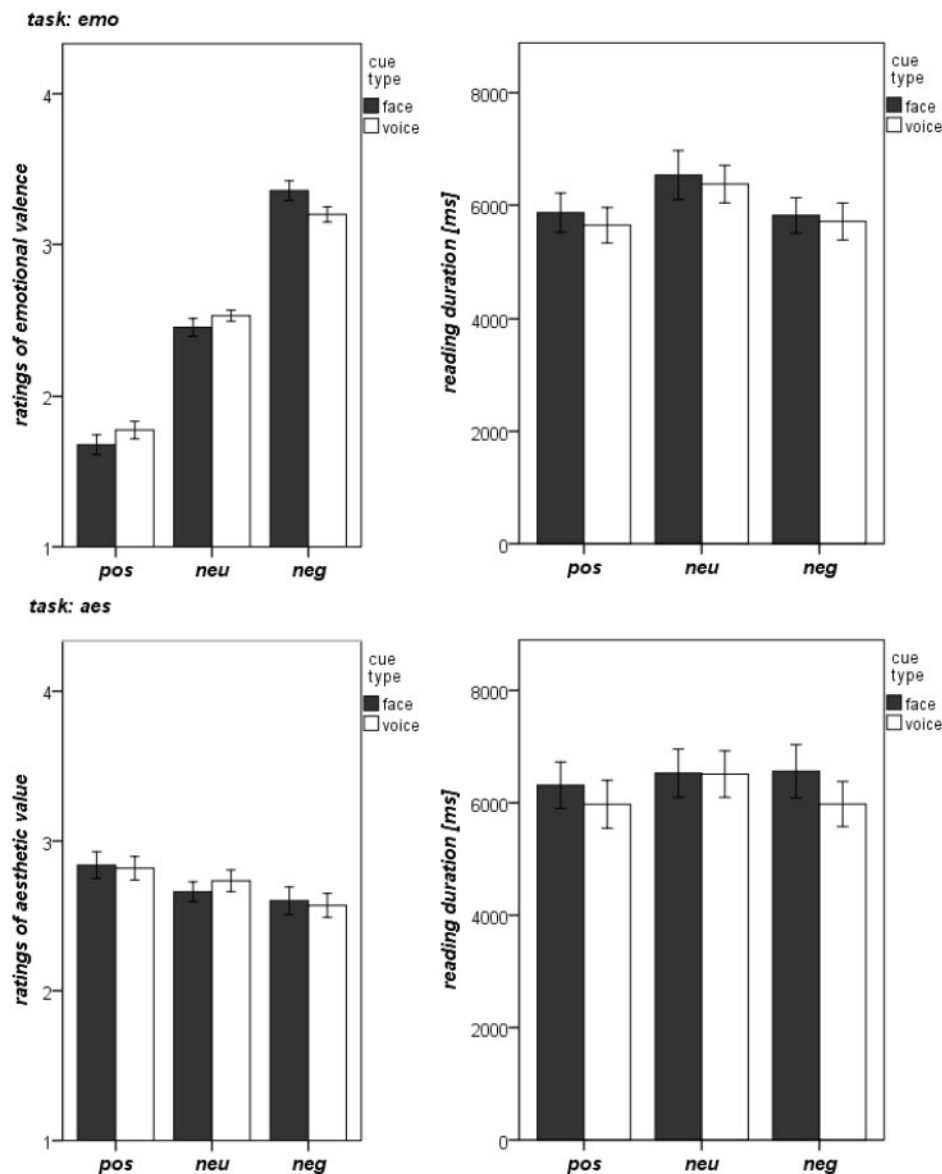 task: emo
ratings of emotional valence
4
3
2
1
pos neu neg
cue
type
face
voice
reading duration [ms]
8000
6000
4000
2000
0
pos neu neg
cue
type
face
voice
task: aes
ratings of aesthetic value
4
3
2
1
pos neu neg
cue
type
face
voice
reading duration [ms]
8000
6000
4000
2000
0
pos neu neg
cue
type
face
voice